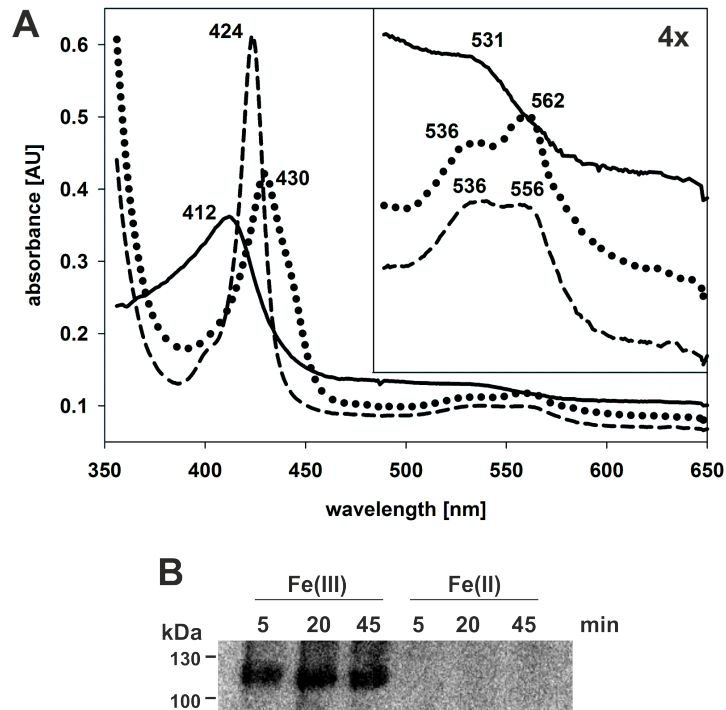 A
4x
424
531
562
536
430
536
556
412
absorbance [AU]
0.6
0.5
0.4
0.3
0.2
0.1
350 400 450 500 550 600 650
wavelength [nm]
B
Fe(III) Fe(II)
kDa 5 20 45 5 20 45 min
130
100